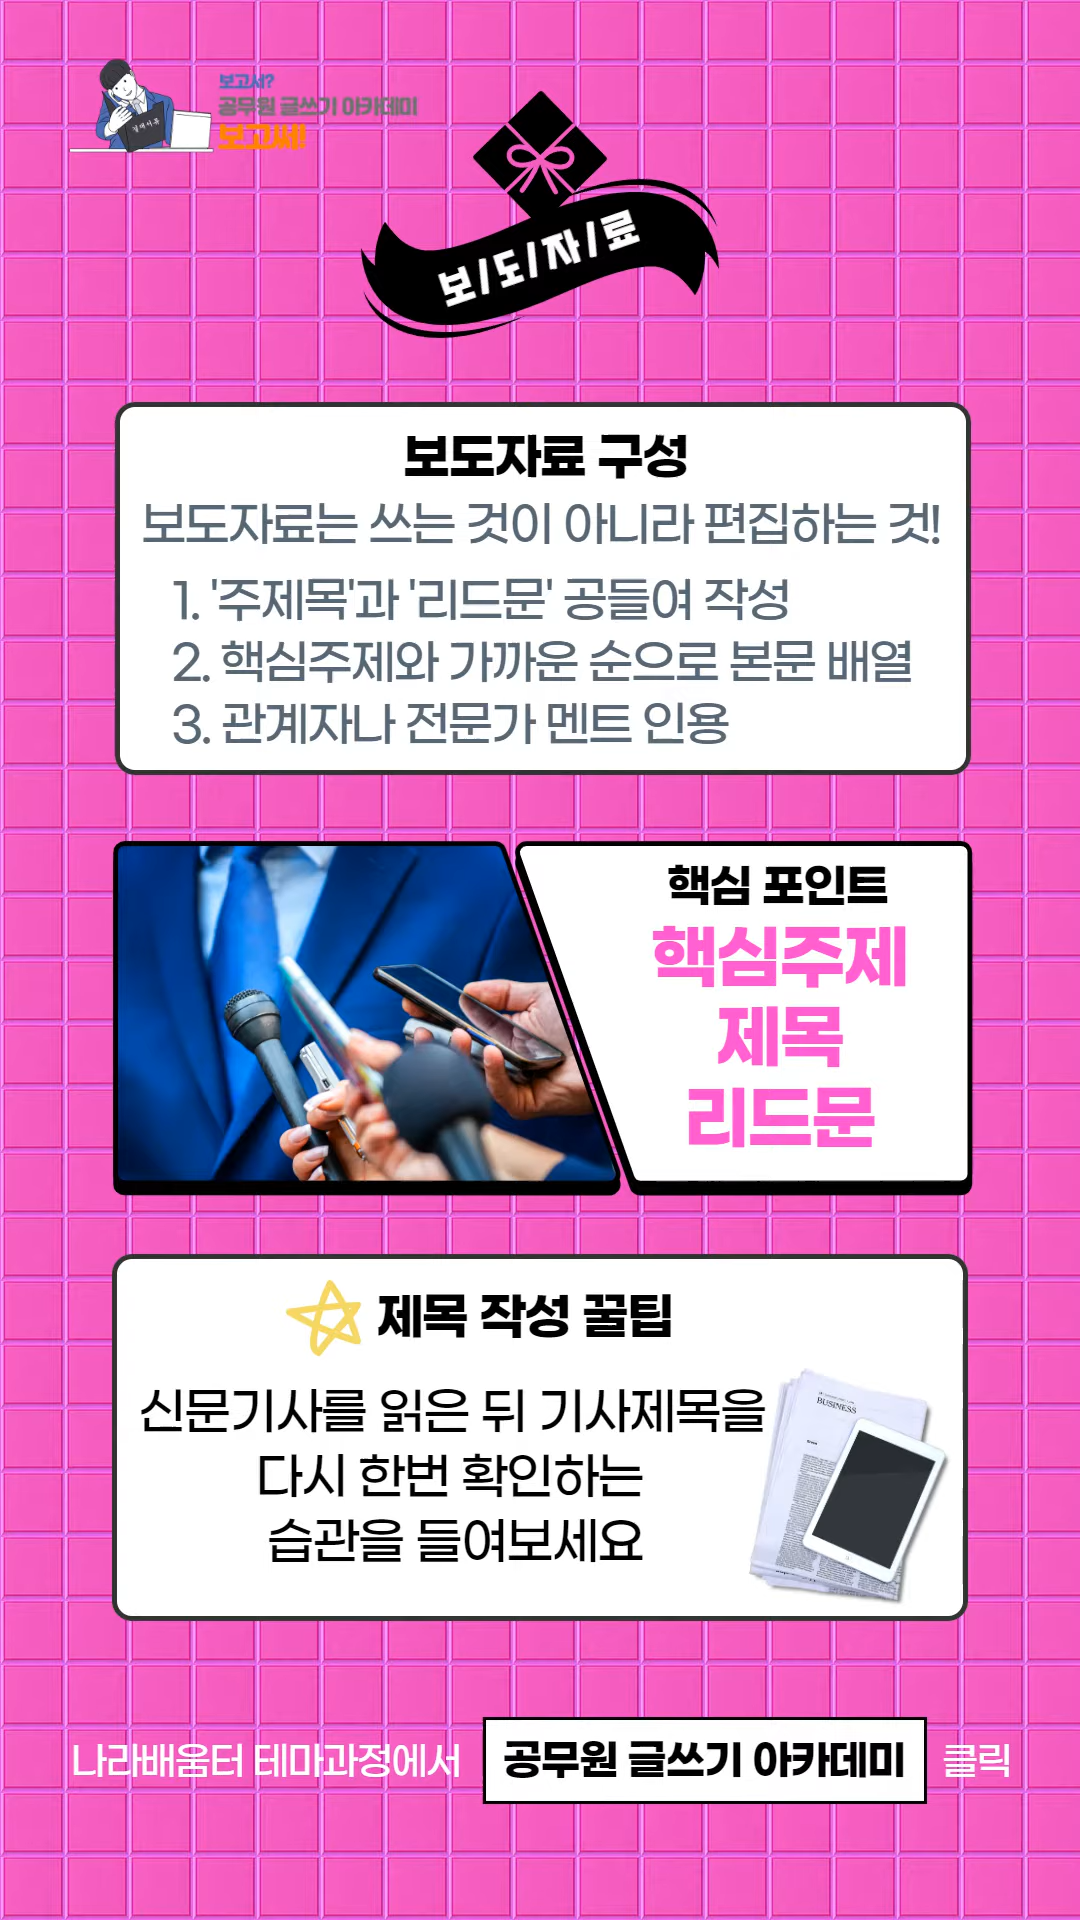 보고서?
공무원 글쓰기 아카데미
보고써!
보/도/자/료
보도자료 구성
보도자료는 쓰는 것이 아니라 편집하는 것!
1. '주제목'과 '리드문' 공들여 작성
2. 핵심주제와 가까운 순으로 본문 배열
3. 관계자나 전문가 멘트 인용
핵심 포인트
핵심주제
제목
리드문
제목 작성 꿀팁
신문기사를 읽은 뒤 기사제목을
다시 한번 확인하는
습관을 들여보세요
BUSINESS
나라배움터 테마과정에서 공무원 글쓰기 아카데미 클릭